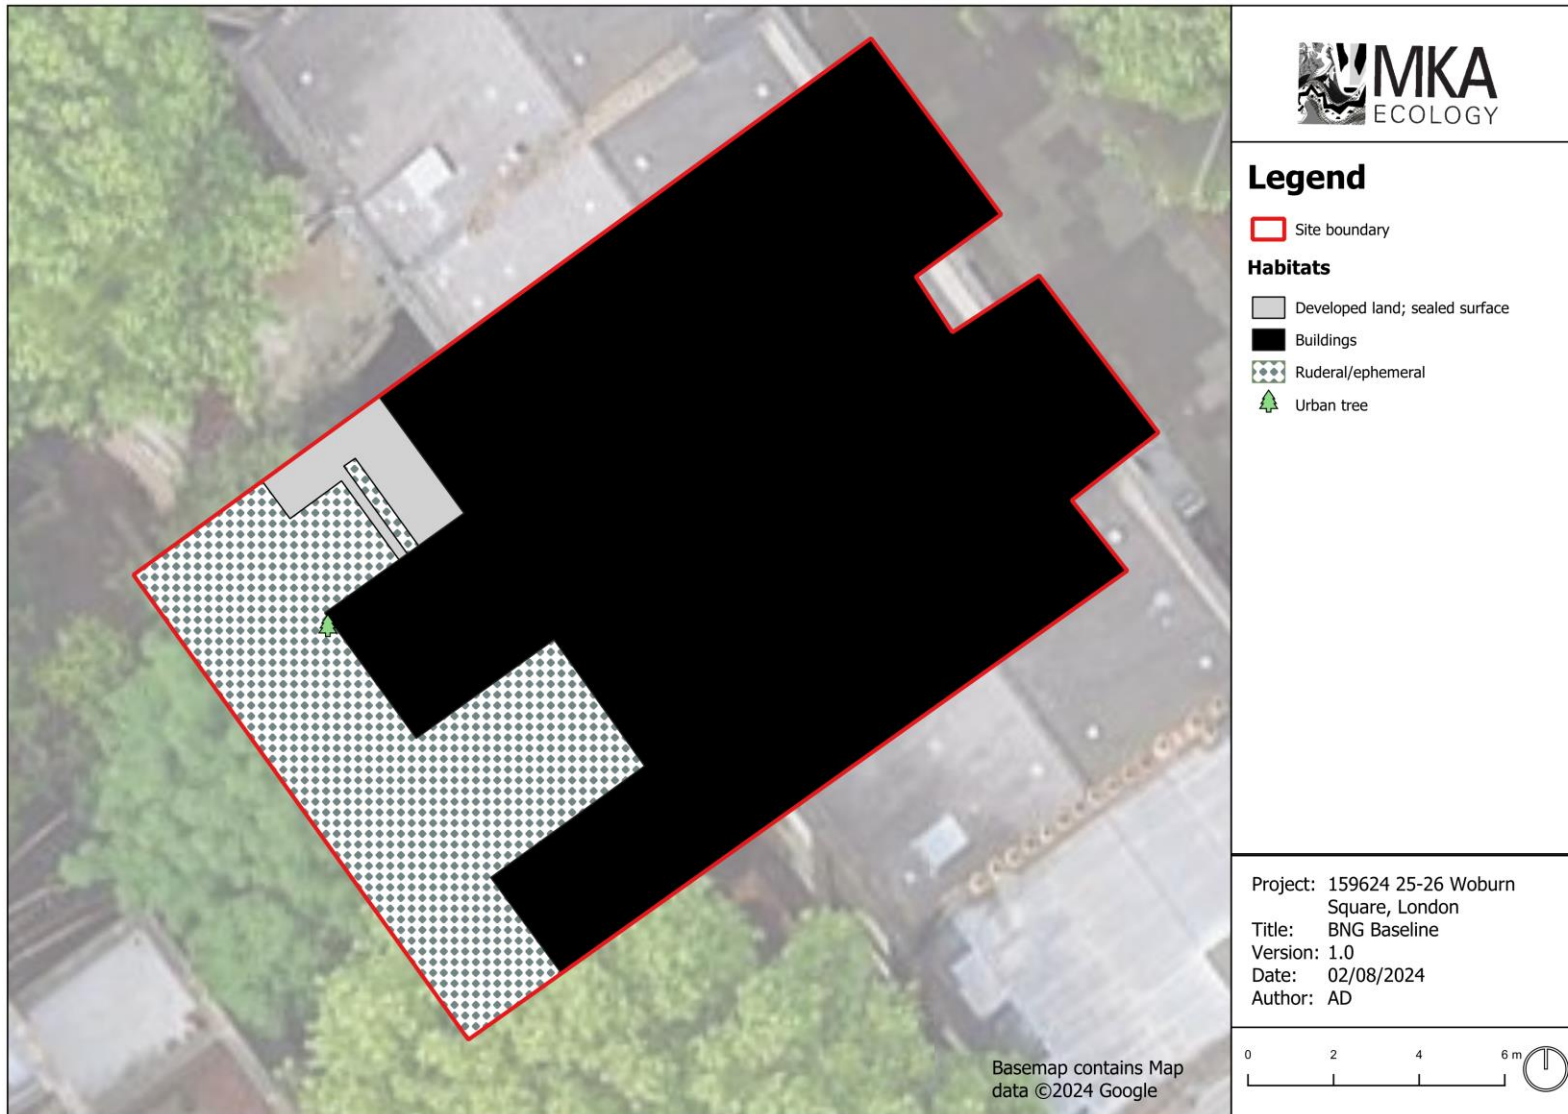 MKA
ECOLOGY
Legend
Site boundary
Habitats
Developed land; sealed surface
Buildings
Ruderal/ephemeral
Urban tree
Project: 159624 25-26 Woburn
Square, London
Title: BNG Baseline
Version: 1.0
Date: 02/08/2024
Author: AD
0 2 4 6 m
Basemap contains Map
data ©2024 Google